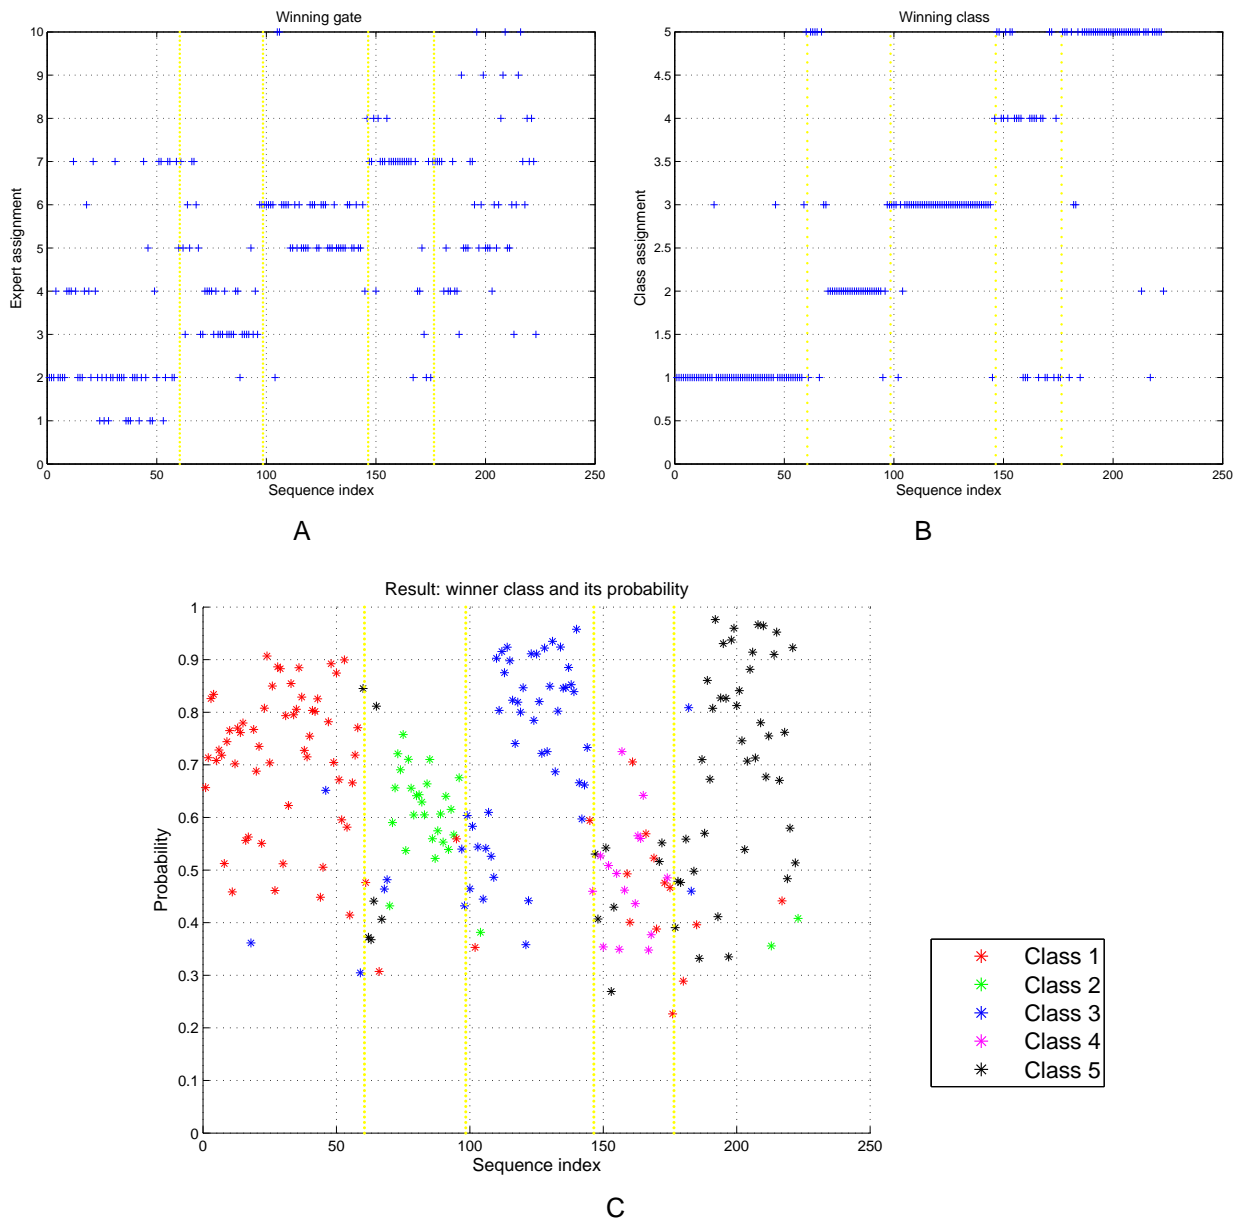 Winning gate
10
9
8
7
6
5
4
3
2
1
0
Expert assignment
0 50 100 150 200 250
Sequence index
A
Winning class
5
4.5
4
3.5
3
2.5
2
1.5
1
0.5
0
Class assignment
0 50 100 150 200 250
Sequence index
B
Result: winner class and its probability
1
0.9
0.8
0.7
0.6
0.5
0.4
0.3
0.2
0.1
0
Probability
0 50 100 150 200 250
Sequence index
C
Class 1
Class 2
Class 3
Class 4
Class 5